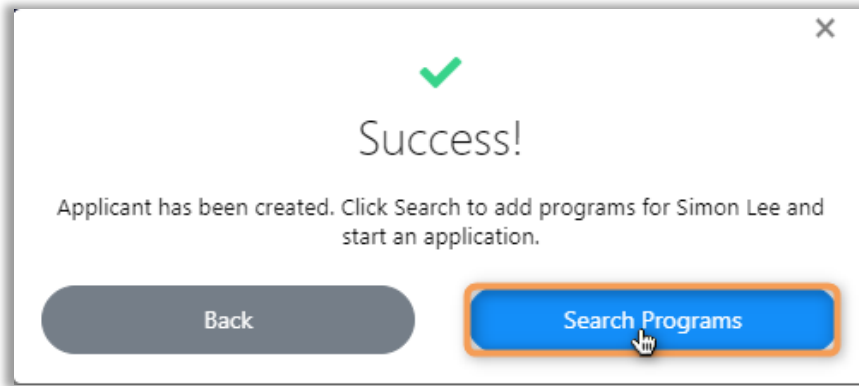 Success!
Applicant has been created. Click Search to add programs for Simon Lee and
start an application.
Back
Search Programs